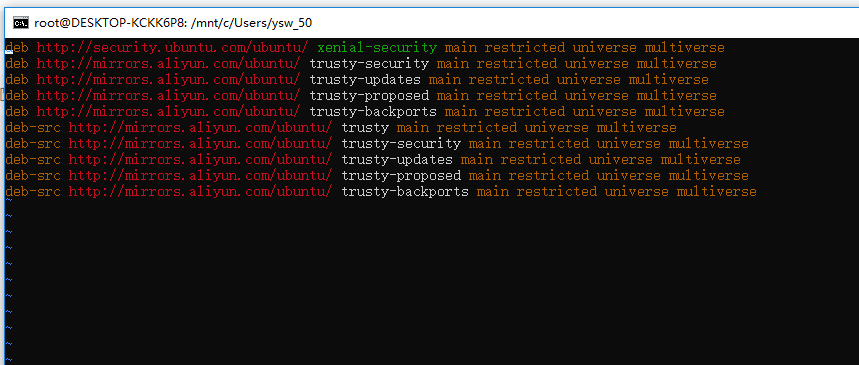 root@DESKTOP-KCKK6P8: /mnt/c/Users/ysw_50
deb http://security.ubuntu.com/ubuntu/ xenial-security main restricted universe multiverse
deb http://mirrors.aliyun.com/ubuntu/ trusty-security main restricted universe multiverse
deb http://mirrors.aliyun.com/ubuntu/ trusty-updates main restricted universe multiverse
deb http://mirrors.aliyun.com/ubuntu/ trusty-proposed main restricted universe multiverse
deb http://mirrors.aliyun.com/ubuntu/ trusty-backports main restricted universe multiverse
deb-src http://mirrors.aliyun.com/ubuntu/ trusty main restricted universe multiverse
deb-src http://mirrors.aliyun.com/ubuntu/ trusty-security main restricted universe multiverse
deb-src http://mirrors.aliyun.com/ubuntu/ trusty-updates main restricted universe multiverse
deb-src http://mirrors.aliyun.com/ubuntu/ trusty-proposed main restricted universe multiverse
deb-src http://mirrors.aliyun.com/ubuntu/ trusty-backports main restricted universe multiverse
~
~
~
~
~
~
~
~
~
~
~